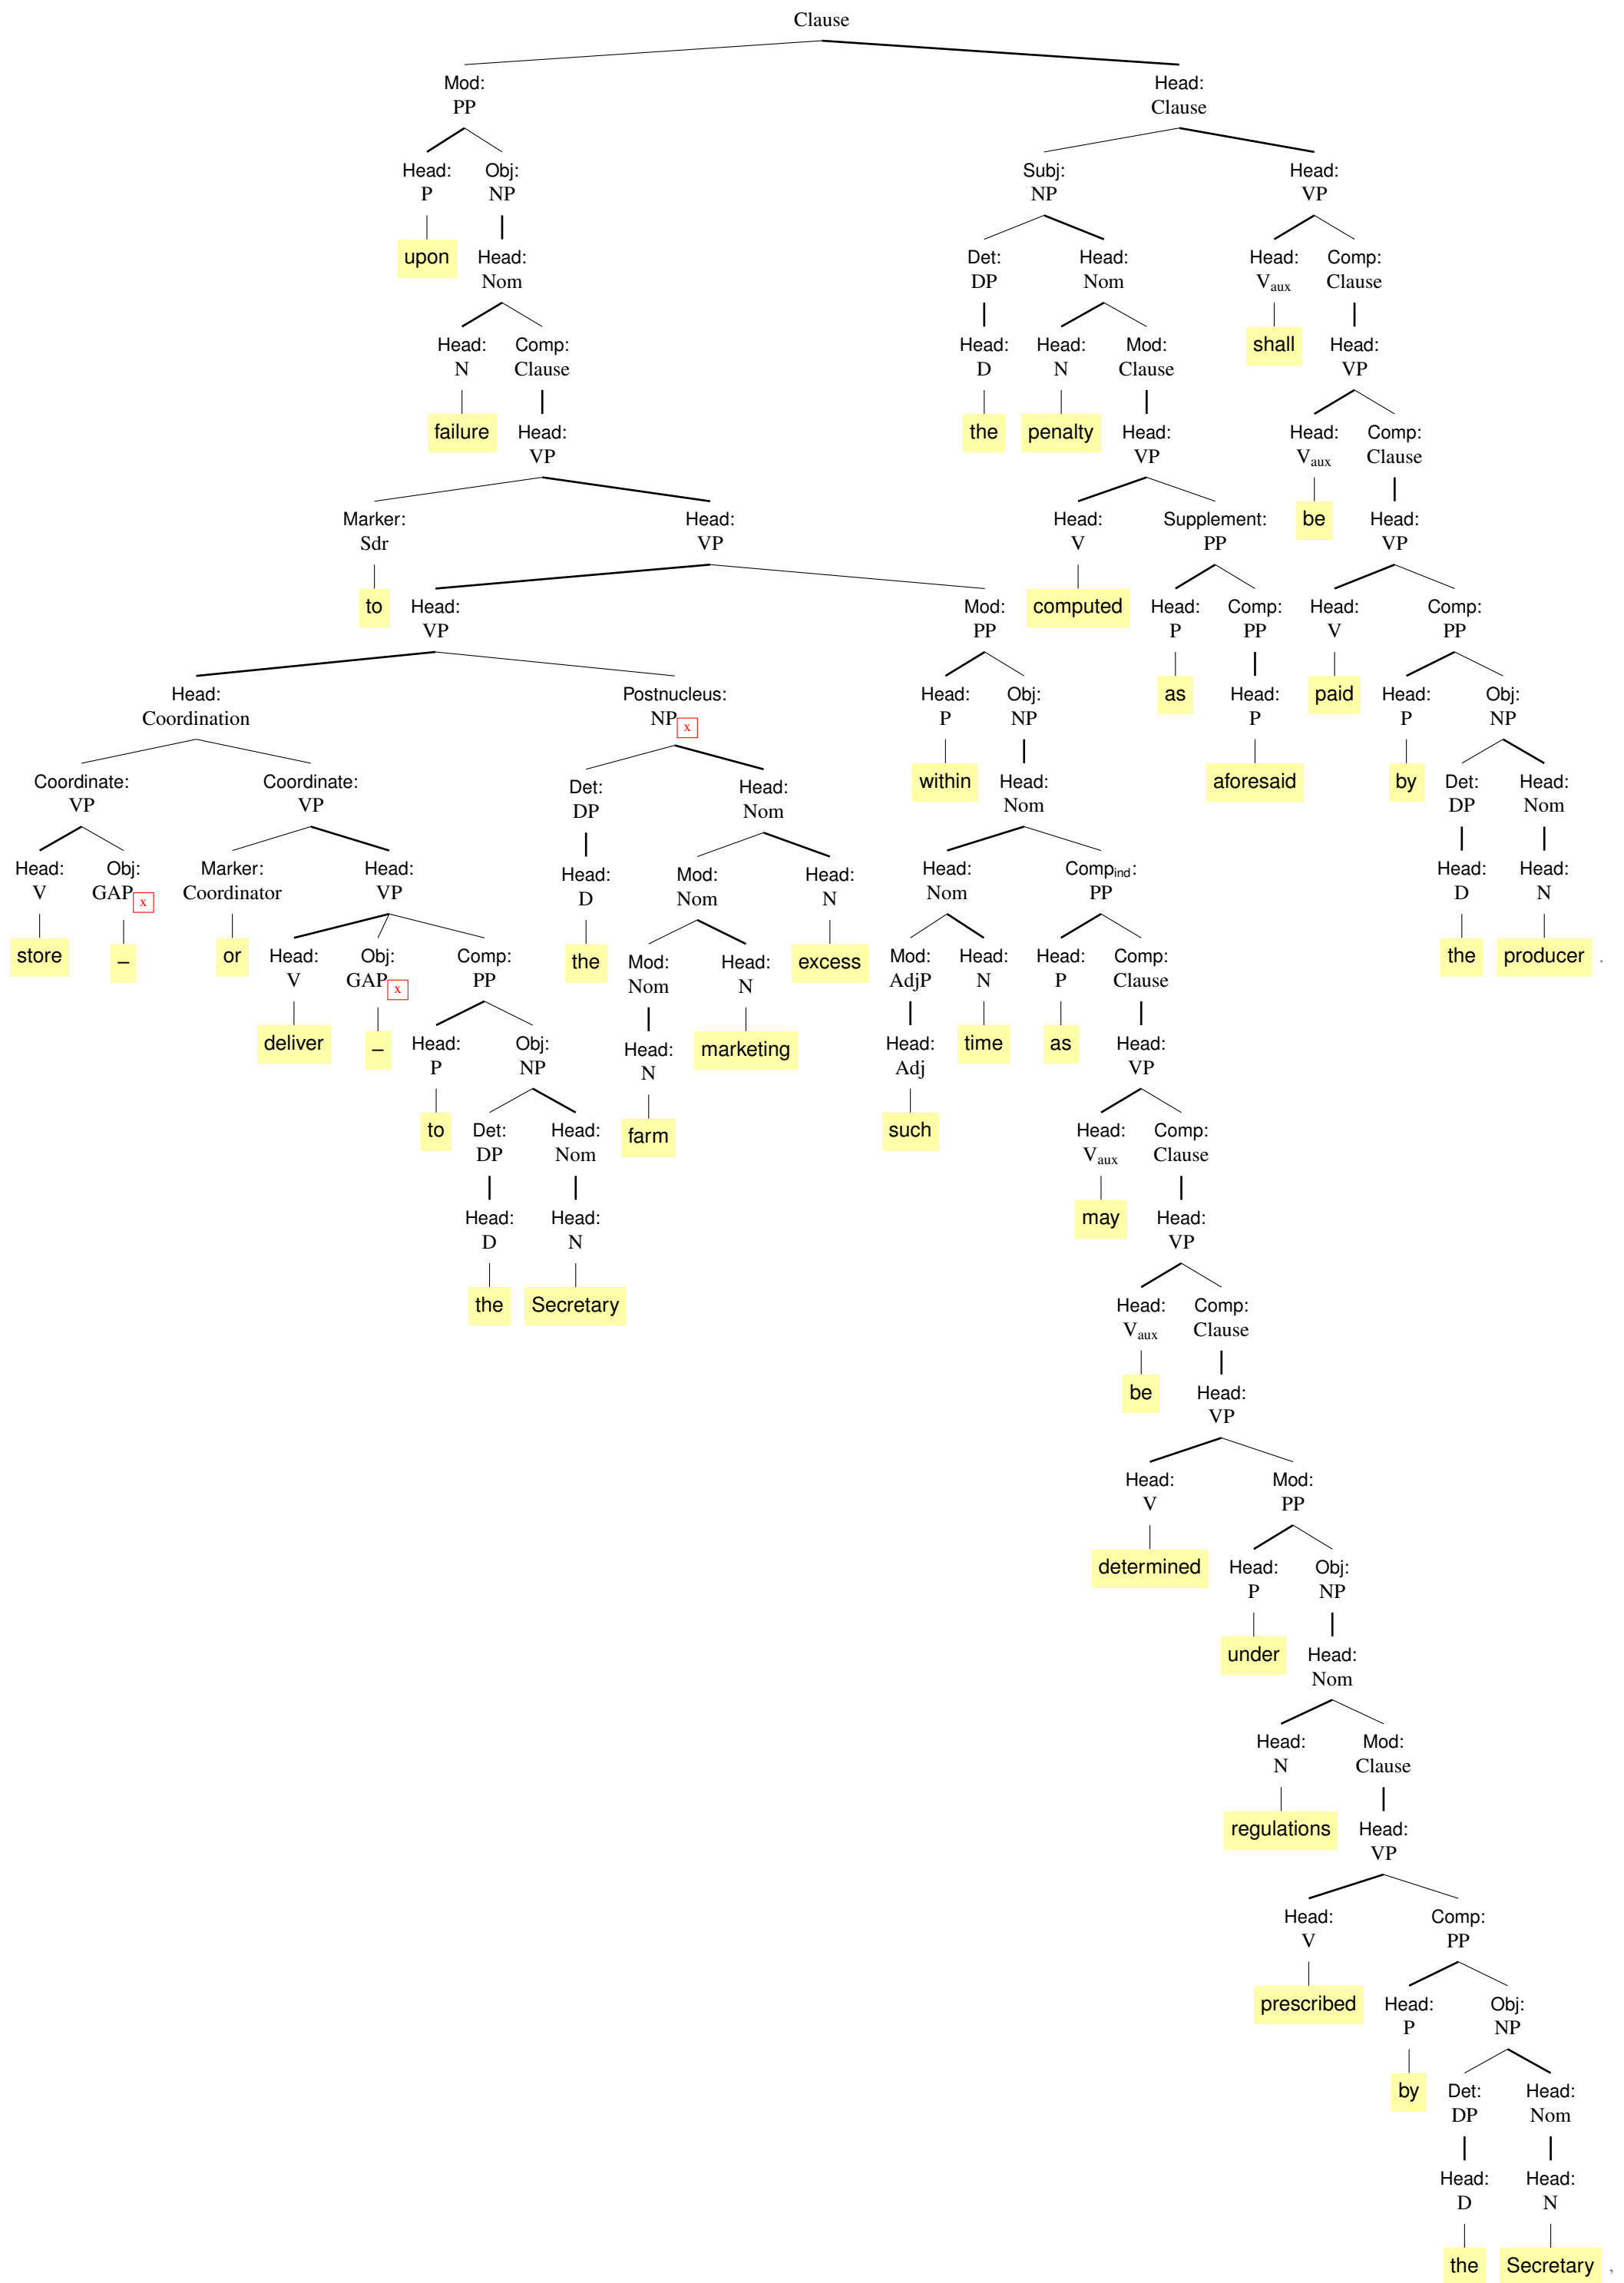 Clause
Mod: Head:
PP Clause
Head: Obj: Subj: Head:
P NP NP VP
upon Head: Det: Head: Head: Comp:
Nom DP Nom Vaux Clause
Head: Comp: Head: Head: Mod: shall Head:
N Clause D N Clause VP
failure Head: the penalty Head: Head: Comp:
VP VP Vaux Clause
Marker: Head: Head: Supplement: be Head:
Sdr VP V PP VP
to Head: Mod: computed Head: Comp: Head: Comp:
VP PP P PP V PP
Head: Postnucleus: Head: Obj: as Head: paid Head: Obj:
Coordination NP x P NP P P NP
Coordinate: Coordinate: Det: Head: within Head: aforesaid by Det: Head:
VP VP DP Nom Nom DP Nom
Head: Obj: Marker: Head: Head: Mod: Head: Head: Compind: Head: Head:
V GAP x Coordinator VP D Nom N Nom PP D N
store – or Head: Obj: Comp: the Mod: Head: excess Mod: Head: Head: Comp: the producer .
V GAP x PP Nom N AdjP N P Clause
deliver – Head: Obj: Head: marketing Head: time as Head:
P NP N Adj VP
to Det: Head: farm such Head: Comp:
DP Nom Vaux Clause
Head: Head: may Head:
D N VP
the Secretary Head: Comp:
Vaux Clause
be Head:
VP
Head: Mod:
V PP
determined Head: Obj:
P NP
under Head:
Nom
Head: Mod:
N Clause
regulations Head:
VP
Head: Comp:
V PP
prescribed Head: Obj:
P NP
by Det: Head:
DP Nom
Head: Head:
D N
the Secretary ,